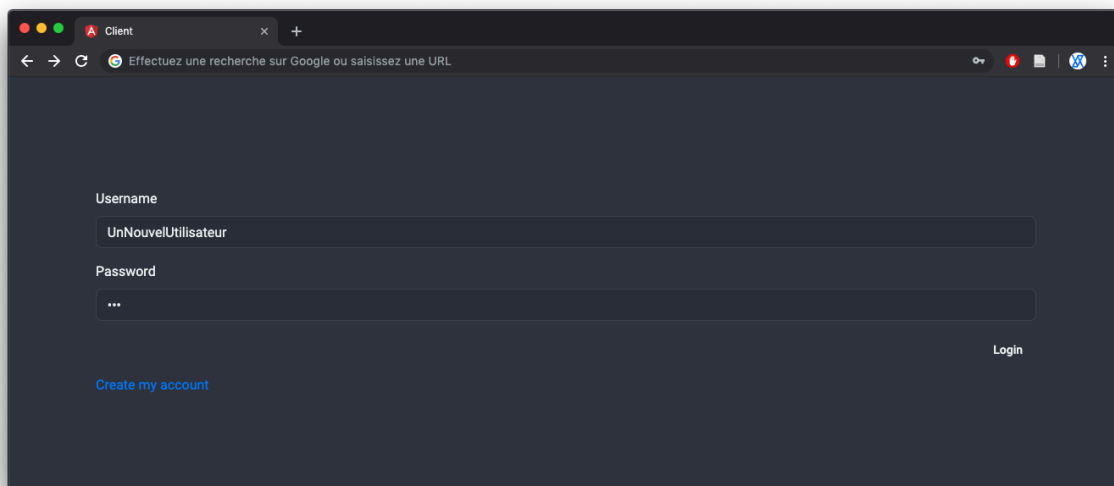 Client
Effectuez une recherche sur Google ou saisissez une URL
Username
UnNouvelUtilisateur
Password
•••
Login
Create my account